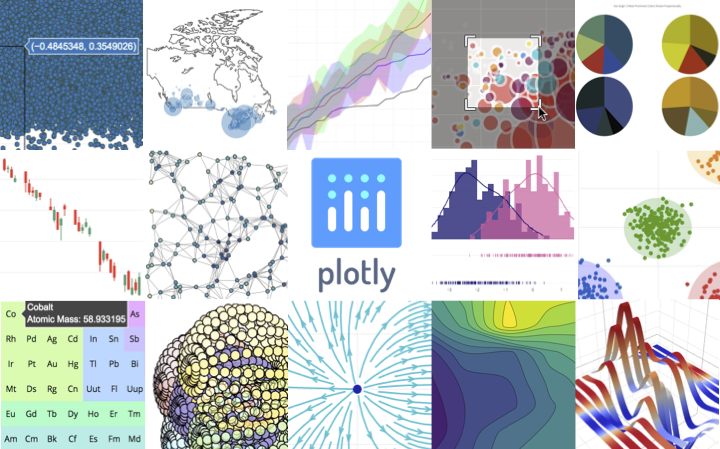 (−0.4845348, 0.3549026)
plotly
Co Cobalt As
Atomic Mass: 58.933195
Rh Pd Ag Cd In Sn Sb
Ir Pt Au Hg Tl Pb Bi
Mt Ds Rg Cn Uut Fl Uup
Eu Gd Tb Dy Ho Er Tm
Am Cm Bk Cf Es Fm Md